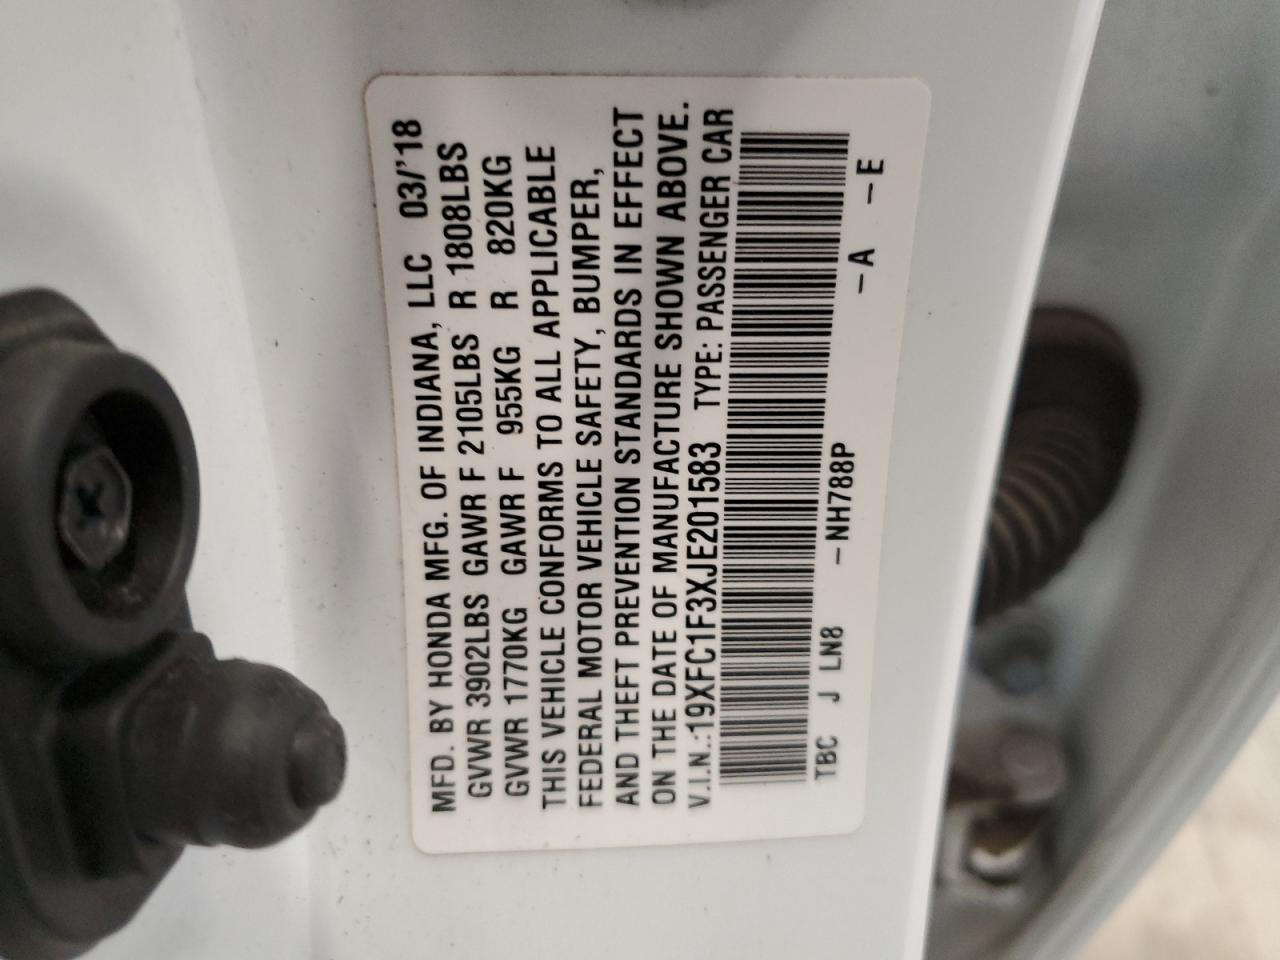 MFD. BY HONDA MFG. OF INDIANA, LLC 03/'18
GVWR 3902LBS GAWR F 2105LBS R 1808LBS
GVWR 1770KG GAWR F 955KG R 820KG
THIS VEHICLE CONFORMS TO ALL APPLICABLE
FEDERAL MOTOR VEHICLE SAFETY, BUMPER,
AND THEFT PREVENTION STANDARDS IN EFFECT
ON THE DATE OF MANUFACTURE SHOWN ABOVE.
V.I.N.:19XFC1F3XJE201583 TYPE: PASSENGER CAR
TBC J LN8 -NH788P -A -E